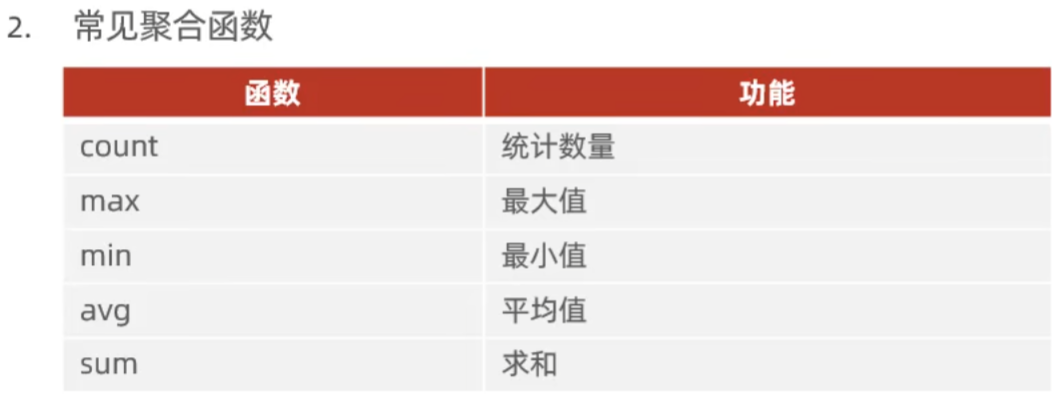 2. 常见聚合函数
函数 功能
count 统计数量
max 最大值
min 最小值
avg 平均值
sum 求和